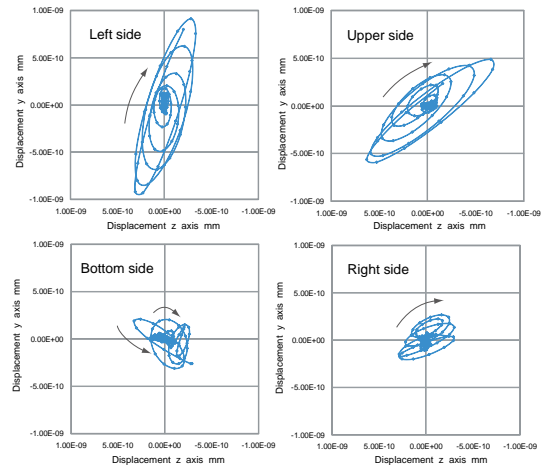 Left side
1.00E-09
5.00E-10
0.00E+00
-5.00E-10
-1.00E-09
1.00E-09 5.00E-10 0.00E+00 -5.00E-10 -1.00E-09
Displacement y axis mm
Displacement z axis mm
Upper side
1.00E-09
5.00E-10
0.00E+00
-5.00E-10
-1.00E-09
1.00E-09 5.00E-10 0.00E+00 -5.00E-10 -1.00E-09
Displacement y axis mm
Displacement z axis mm
Bottom side
1.00E-09
5.00E-10
0.00E+00
-5.00E-10
-1.00E-09
1.00E-09 5.00E-10 0.00E+00 -5.00E-10 -1.00E-09
Displacement y axis mm
Displacement z axis mm
Right side
1.00E-09
5.00E-10
0.00E+00
-5.00E-10
-1.00E-09
1.00E-09 5.00E-10 0.00E+00 -5.00E-10 -1.00E-09
Displacement y axis mm
Displacement z axis mm